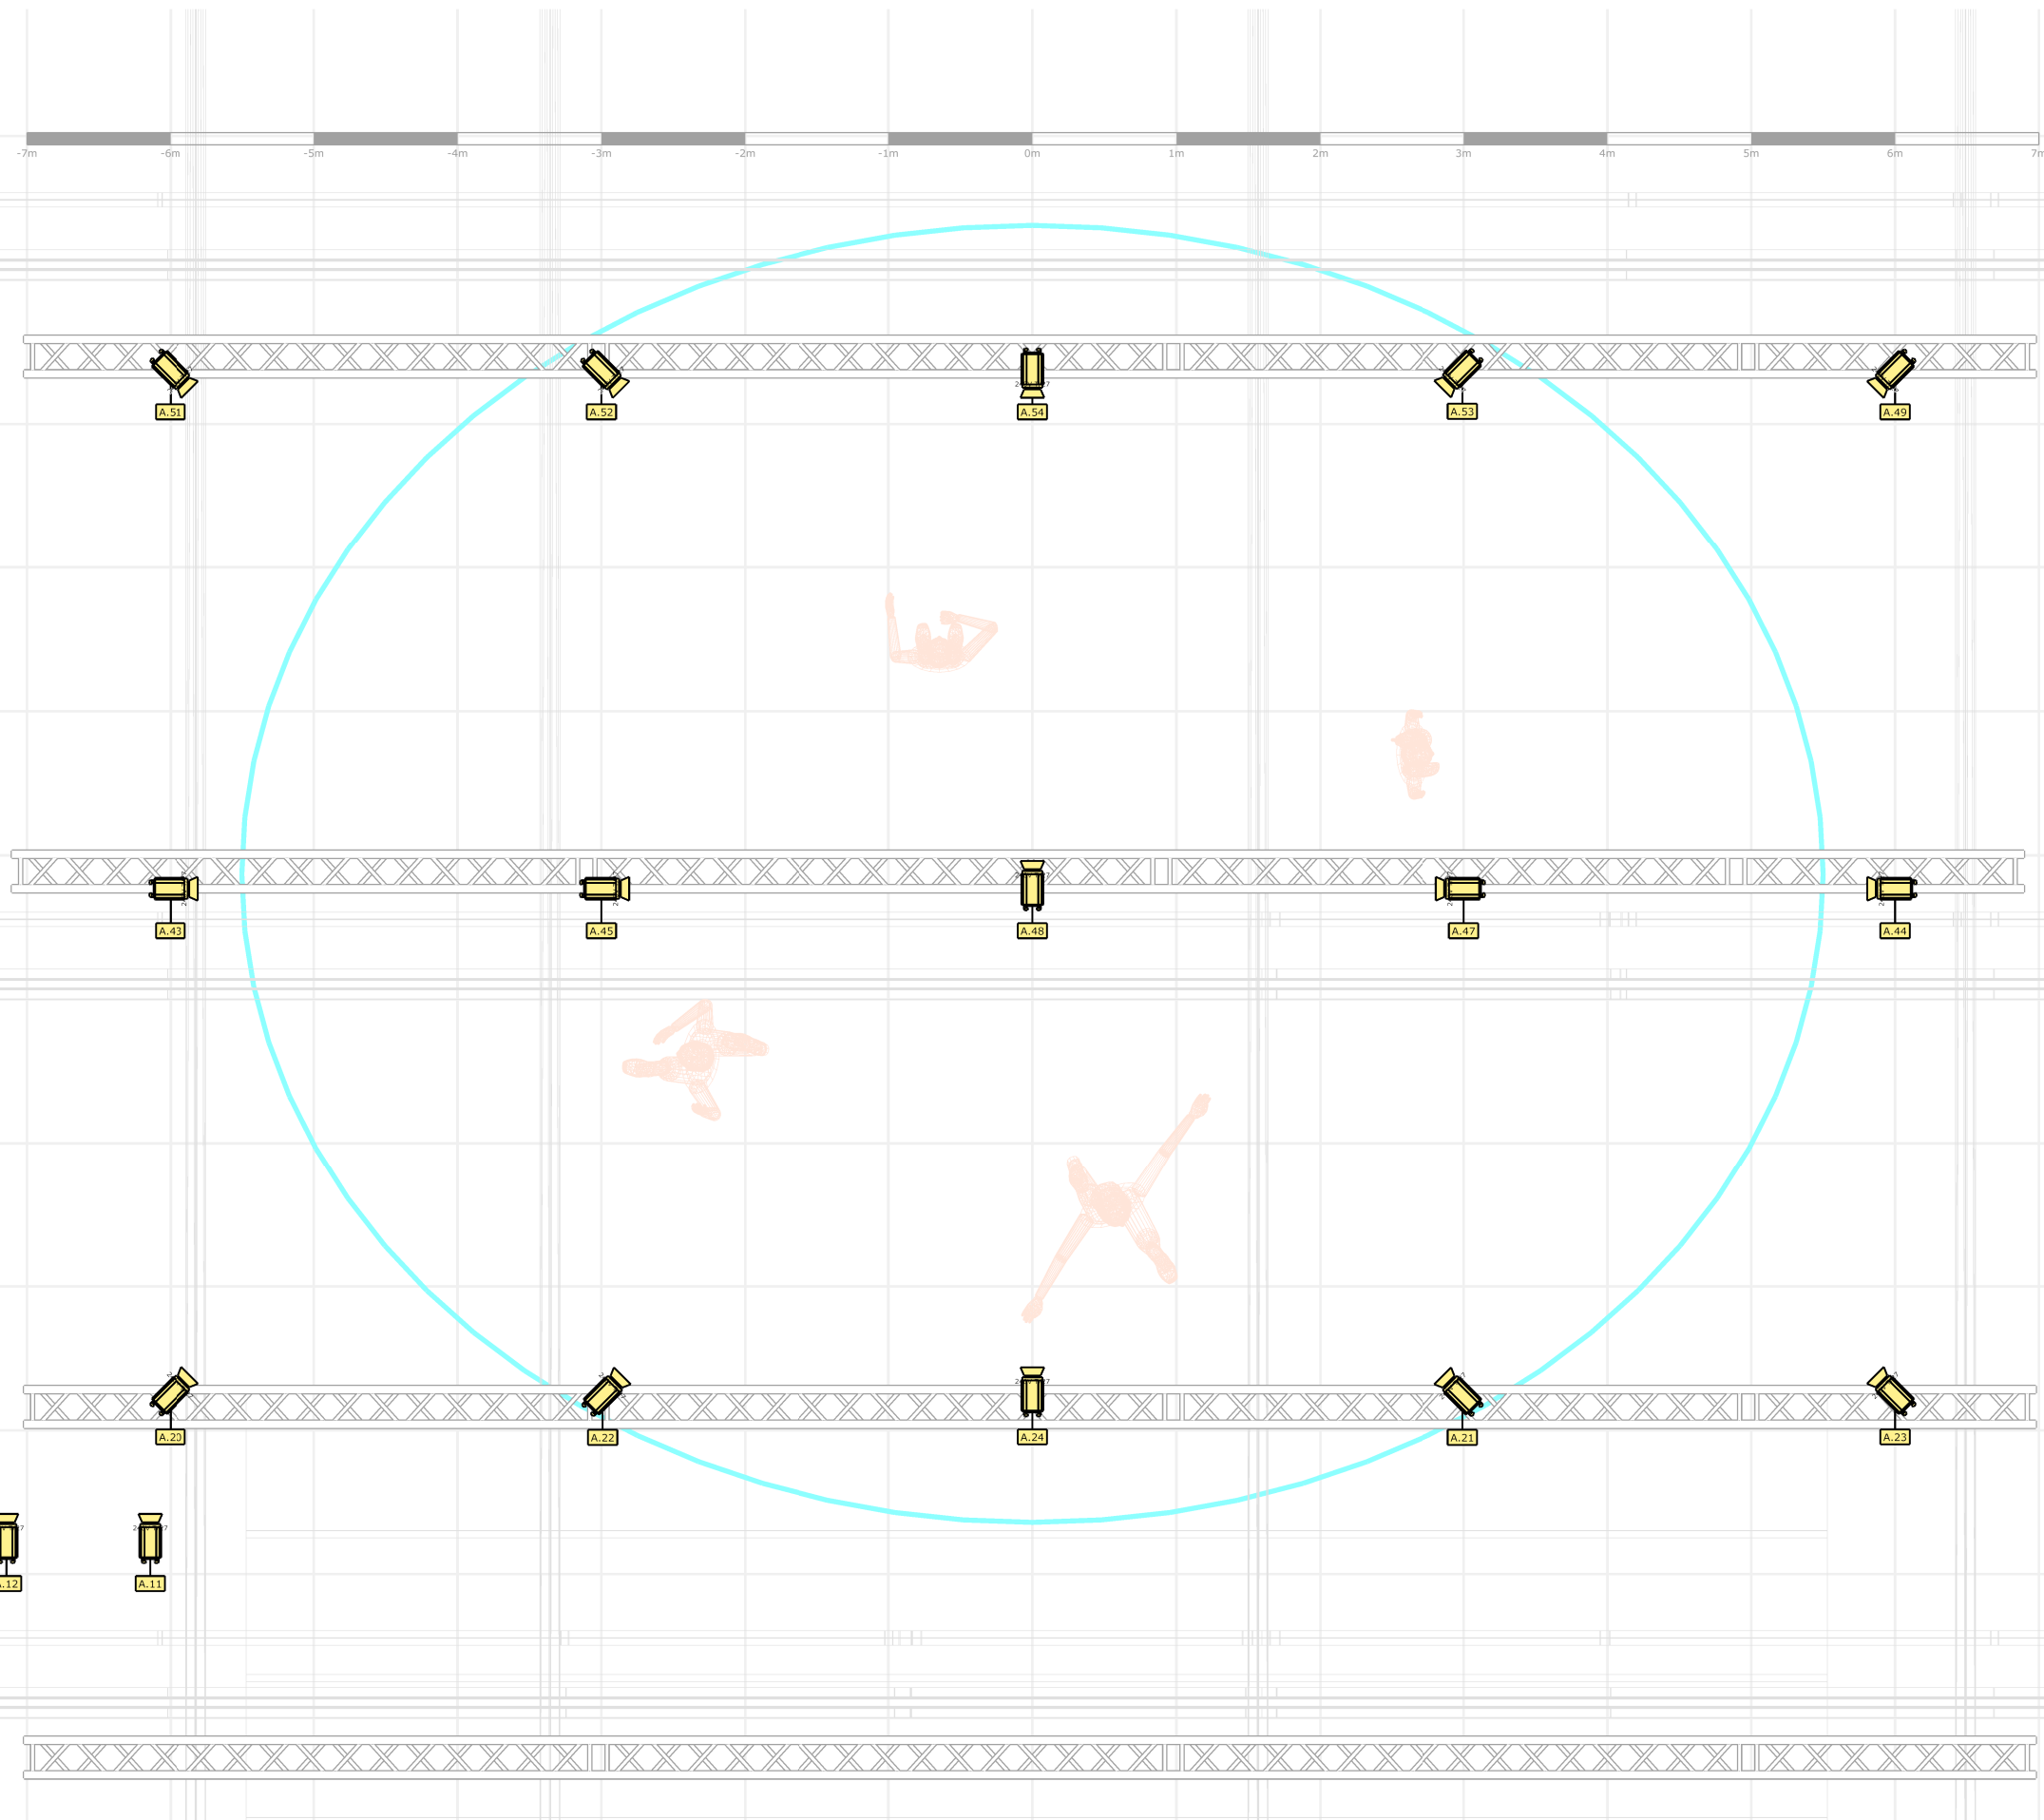 -7m -6m -5m -4m -3m -2m -1m 0m 1m 2m 3m 4m 5m 6m
A.51 A.52 A.54 A.53 A.49
A.43 A.45 A.48 A.47 A.44
A.20 A.22 A.24 A.21 A.23
A.11